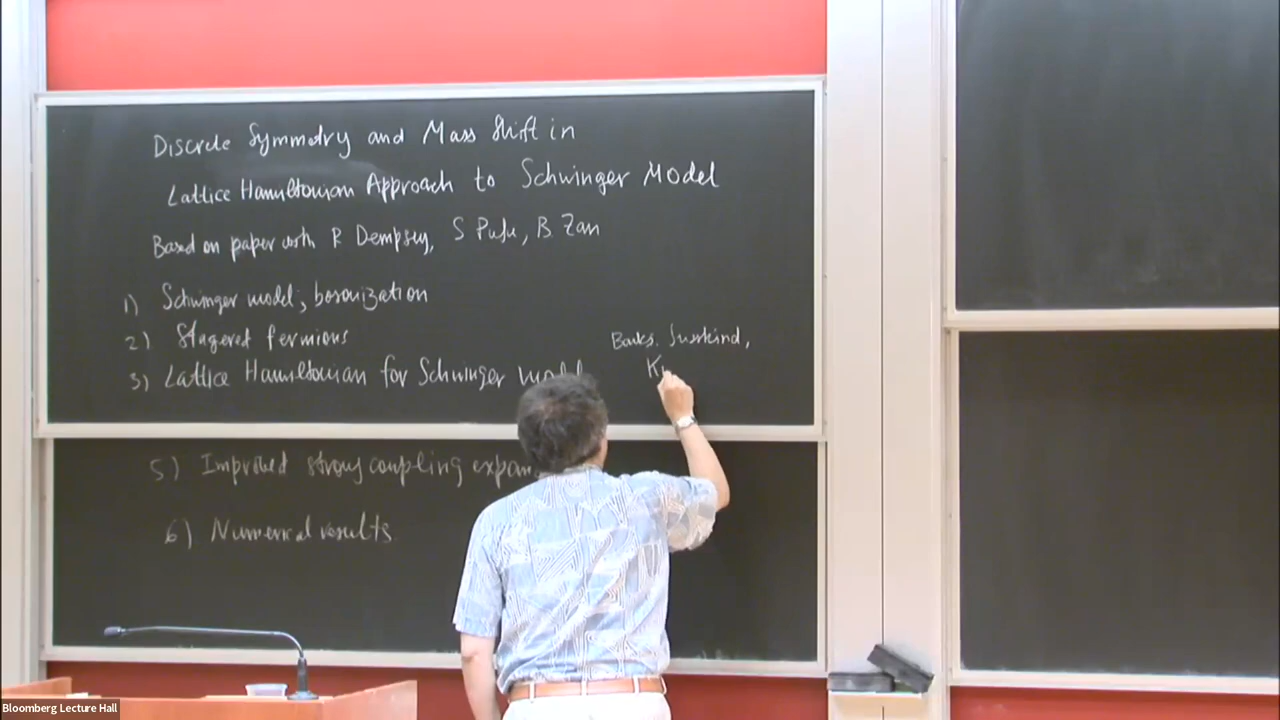 Discrete Symmetry and Mass Shift in
Lattice Hamiltonian Approach to Schwinger Model
Based on paper with R Dempsey, S Pufu, B Zan
1) Schwinger model, bosonization
2) Stagered fermions
Banks, Susskind,
3) Lattice Hamiltonian for Schwinger model
5) Improved strong coupling expan
6) Numerical results.
Bloomberg Lecture Hall